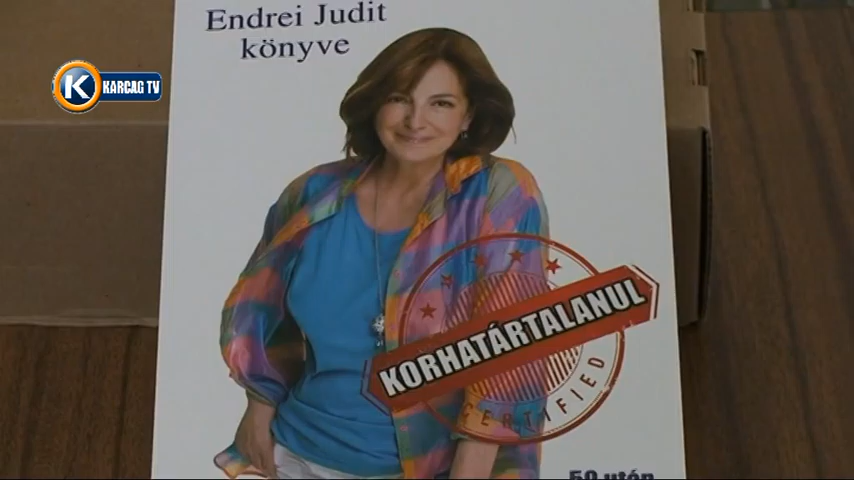 Endrei Judit
könyve
K KARCAG TV
KORHATÁRTALANUL
CERTIFIED
50 után